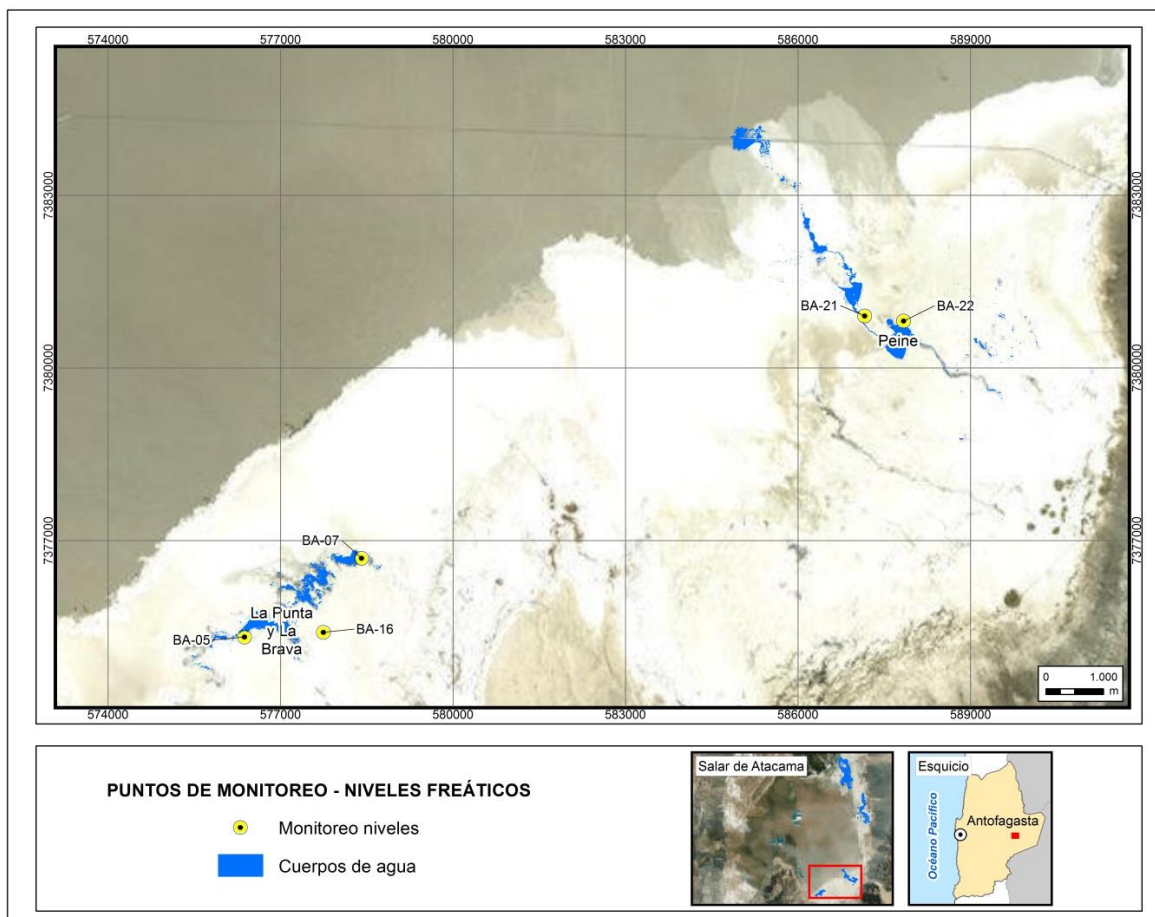 574000 577000 580000 583000 586000 589000
7383000 7383000
BA-21 BA-22
Peine
7380000 7380000
7377000 7377000
BA-07
La Punta
y La
Brava
BA-05 BA-16
0 1.000
m
574000 577000 580000 583000 586000 589000
PUNTOS DE MONITOREO - NIVELES FREÁTICOS
Monitoreo niveles
Cuerpos de agua
Salar de Atacama
Esquicio
Océano Pacífico
Antofagasta